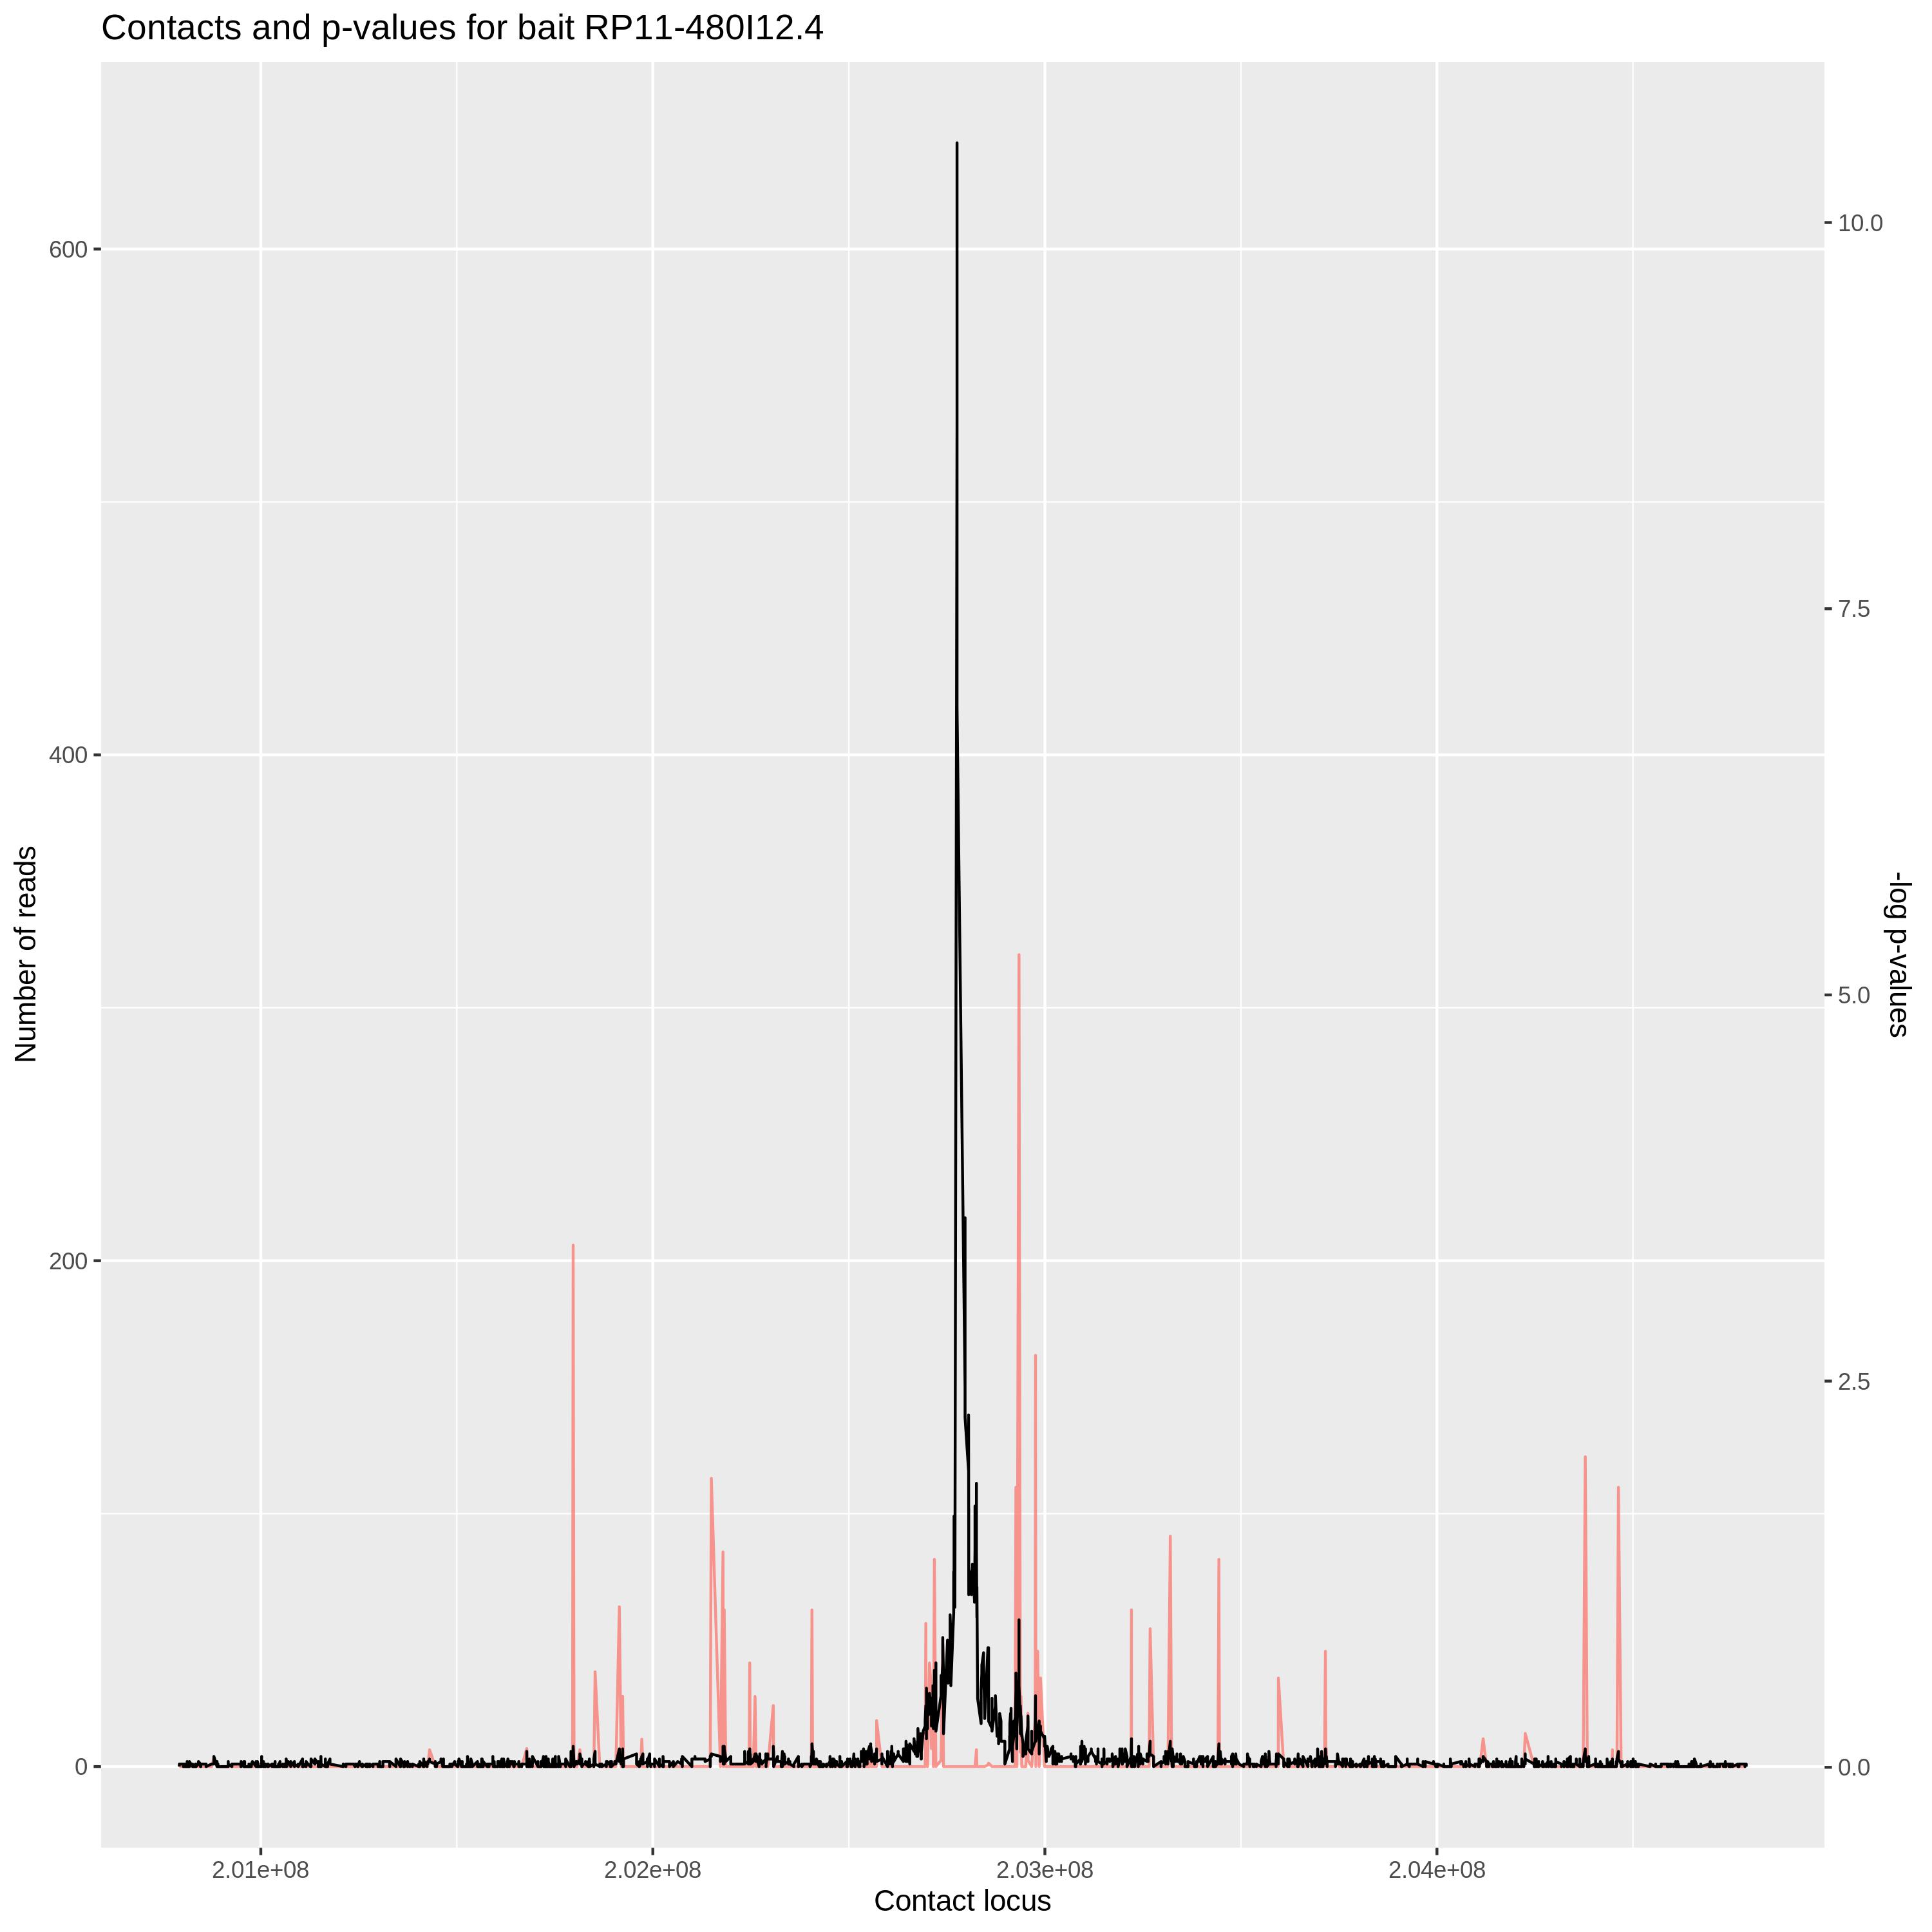 Contacts and p-values for bait RP11-480I12.4
600
400
200
0
Number of reads
10.0
7.5
5.0
2.5
0.0
-log p-values
2.01e+08
2.02e+08
2.03e+08
2.04e+08
Contact locus